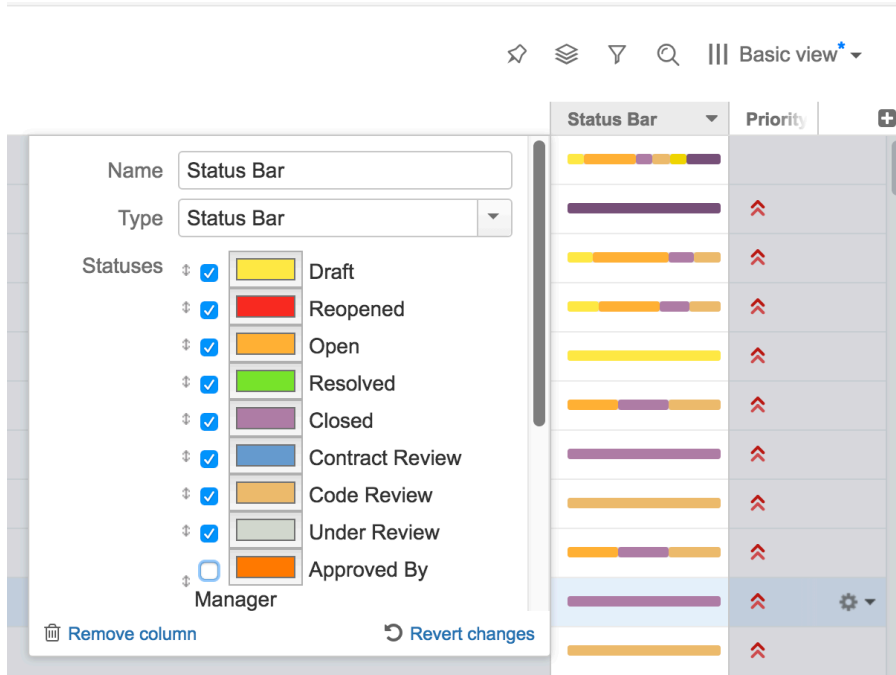 Basic view*
Status Bar Priority
Name Status Bar
Type Status Bar
Statuses
Draft
Reopened
Open
Resolved
Closed
Contract Review
Code Review
Under Review
Approved By
Manager
Remove column Revert changes